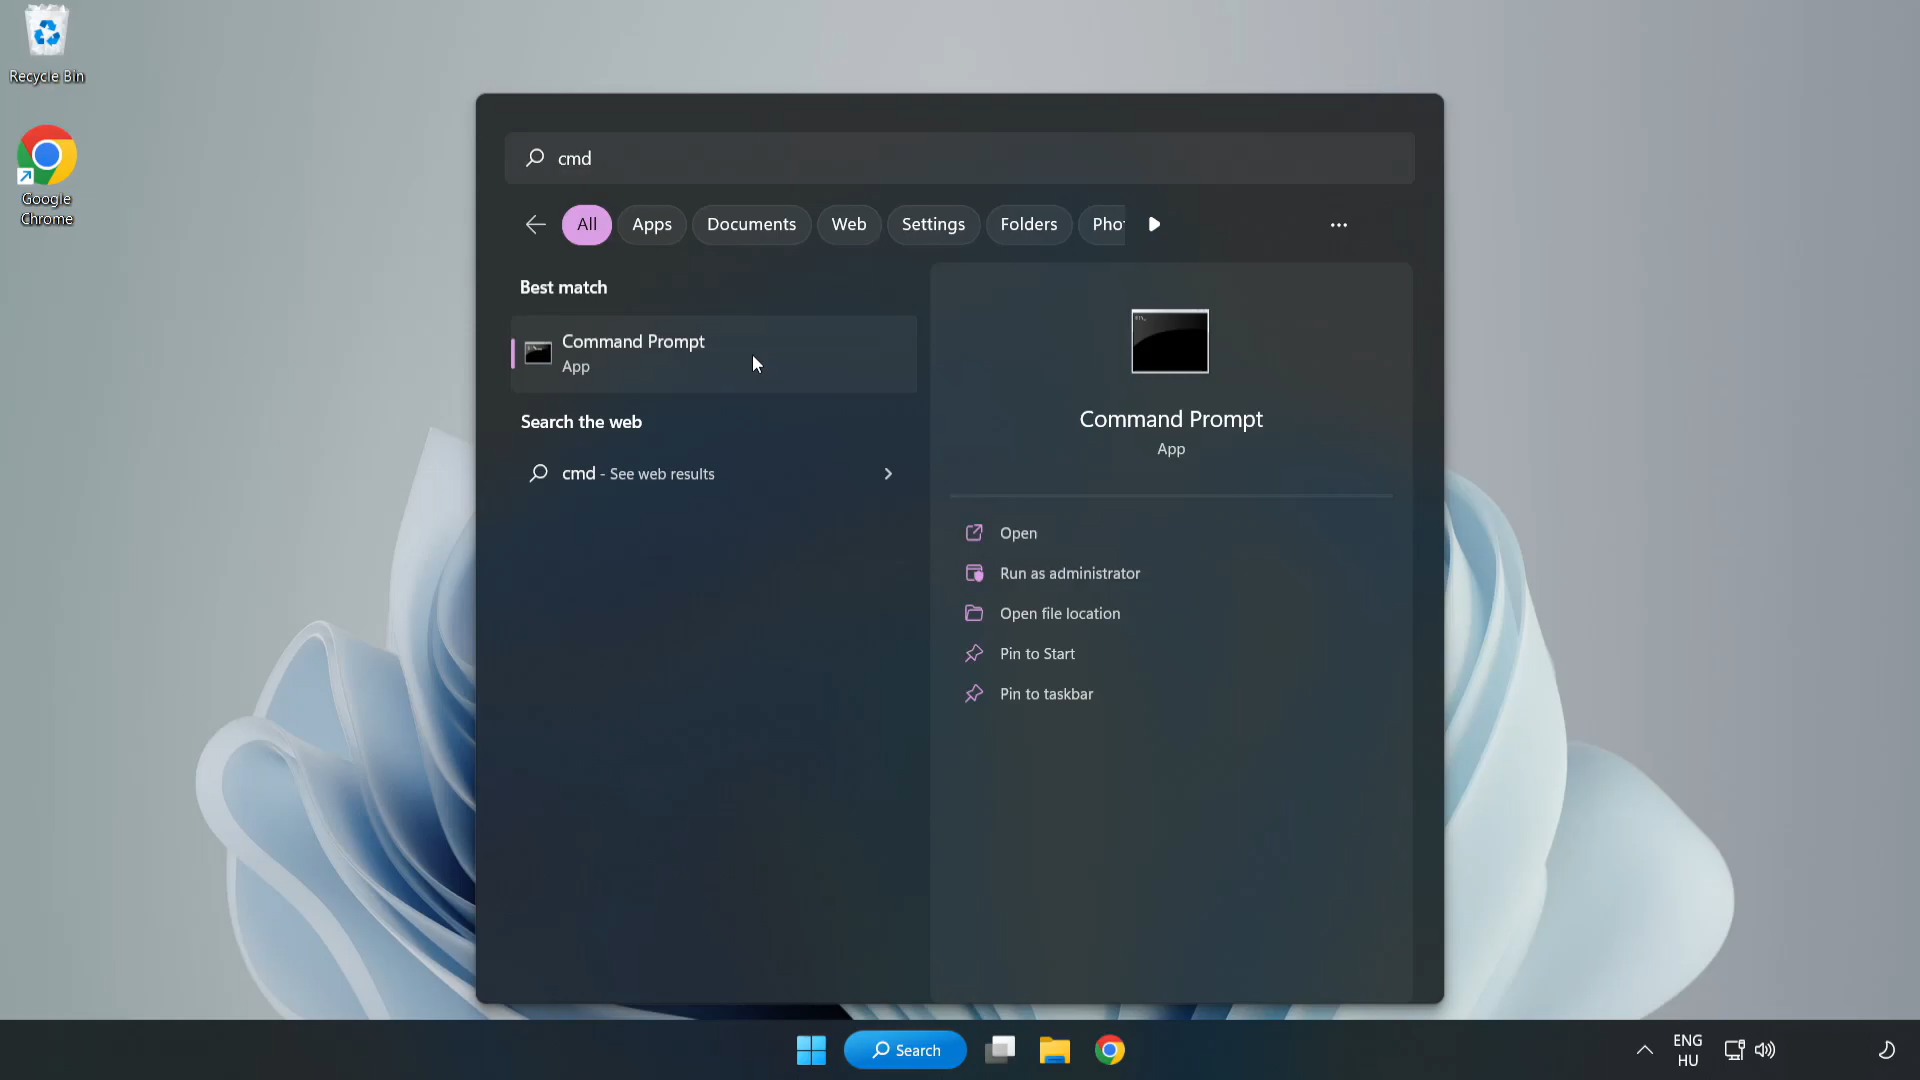 Recycle Bin
Google
Chrome
cmd
All
Apps
Documents
Web
Settings
Folders
Pho
Best match
Command Prompt
App
Search the web
cmd - See web results
Command Prompt
App
Open
Run as administrator
Open file location
Pin to Start
Pin to taskbar
Search
ENG
HU